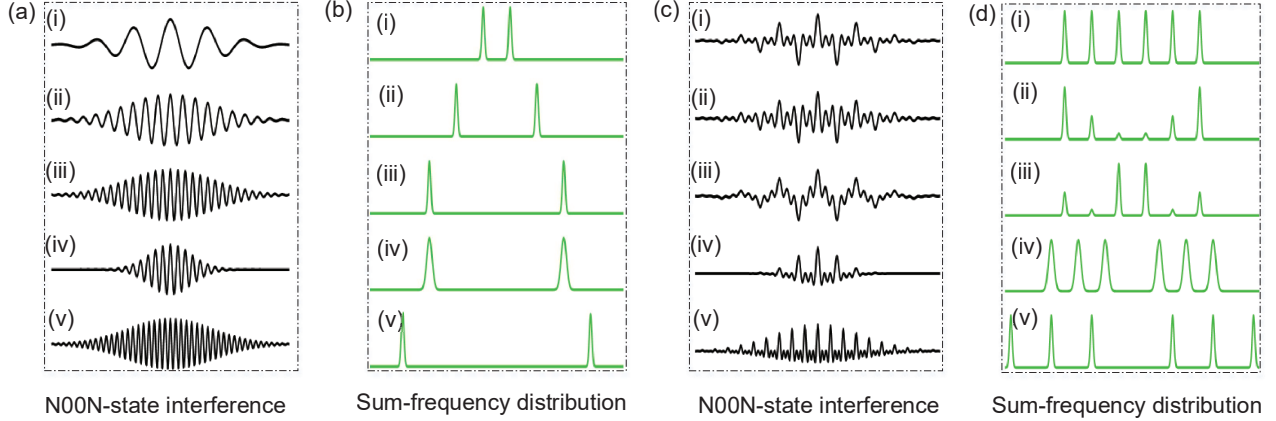 (a)
(i)
(ii)
(iii)
(iv)
(v)
N00N-state interference
(b)
(i)
(ii)
(iii)
(iv)
(v)
Sum-frequency distribution
(c)
(i)
(ii)
(iii)
(iv)
(v)
N00N-state interference
(d)
(i)
(ii)
(iii)
(iv)
(v)
Sum-frequency distribution